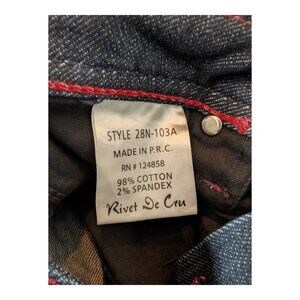 STYLE 28N-103A
MADE IN P.R.C.
RN # 124858
98% COTTON
2% SPANDEX
Rivet De Cru